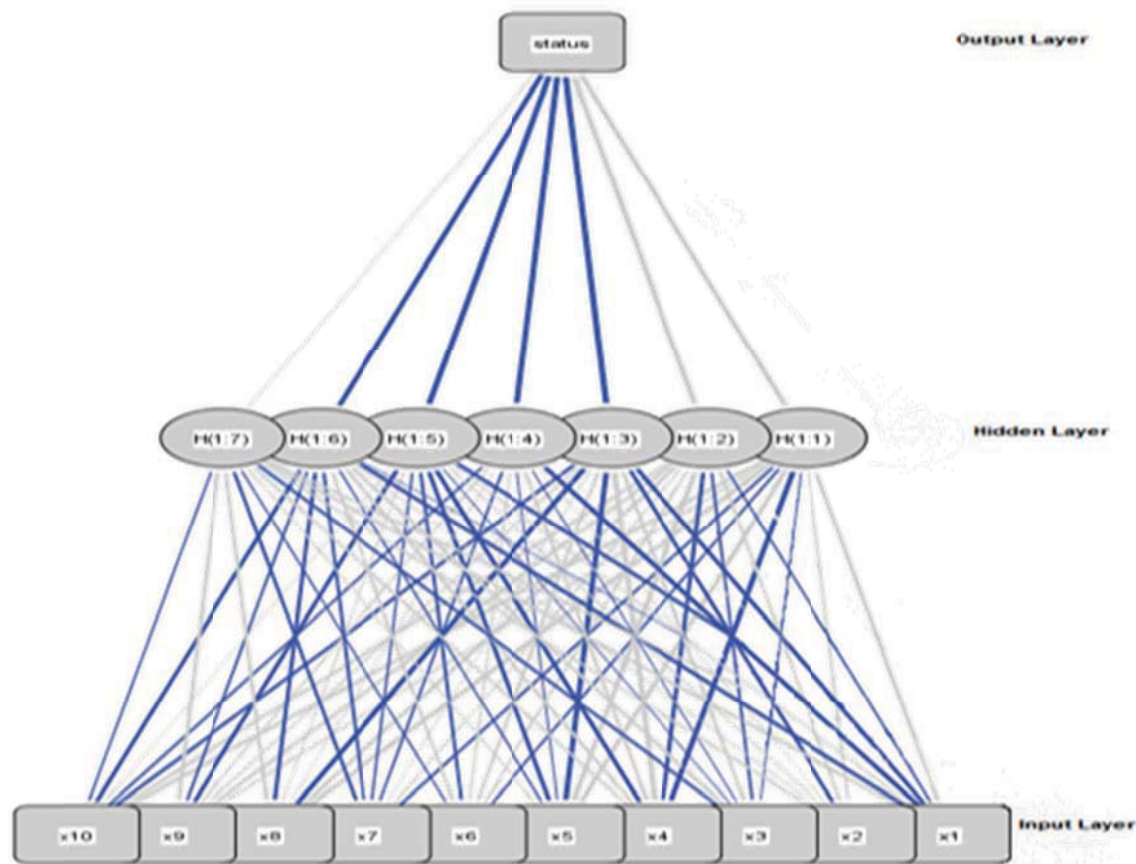 status Output Layer
H(1:7) H(1:6) H(1:5) H(1:4) H(1:3) H(1:2) H(1:1) Hidden Layer
x10 x9 x8 x7 x6 x5 x4 x3 x2 x1 Input Layer